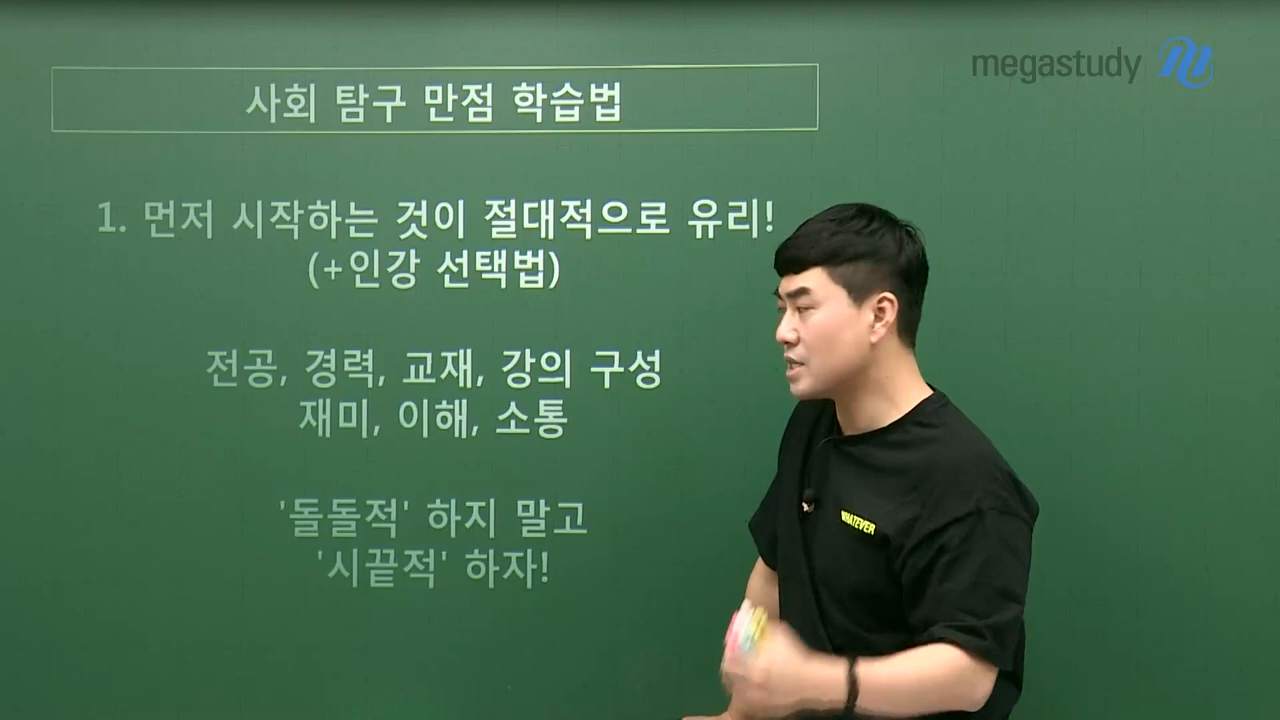 megastudy
사회 탐구 만점 학습법
1. 먼저 시작하는 것이 절대적으로 유리!
(+인강 선택법)
전공, 경력, 교재, 강의 구성
재미, 이해, 소통
'돌돌적' 하지 말고
'시끝적' 하자!
WHATEVER